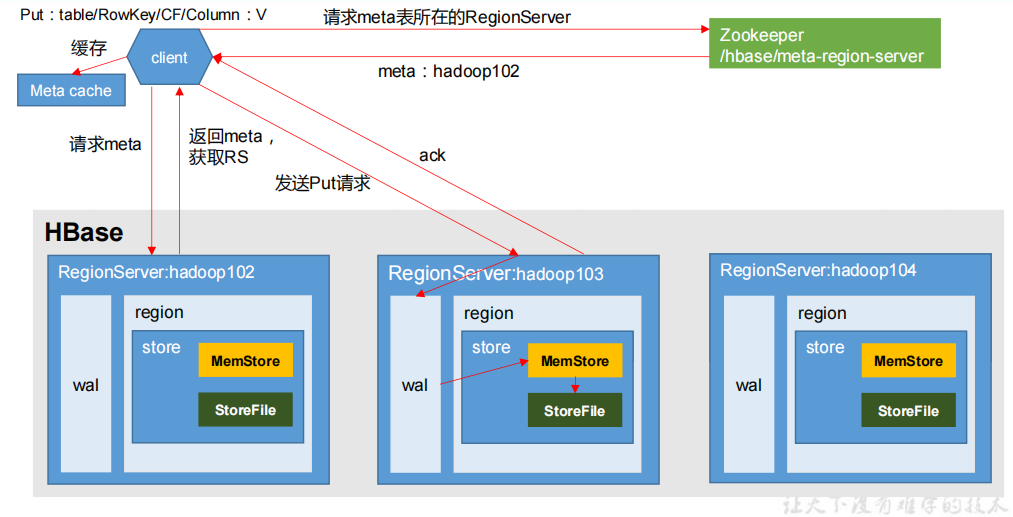 Put：table/RowKey/CF/Column：V
请求meta表所在的RegionServer
Zookeeper
/hbase/meta-region-server
缓存
client
meta：hadoop102
Meta cache
请求meta
返回meta，
获取RS
ack
发送Put请求
HBase
RegionServer:hadoop102
region
store
MemStore
wal
StoreFile
RegionServer:hadoop103
region
store
MemStore
wal
StoreFile
RegionServer:hadoop104
region
store
MemStore
wal
StoreFile
让天下没有难学的技术